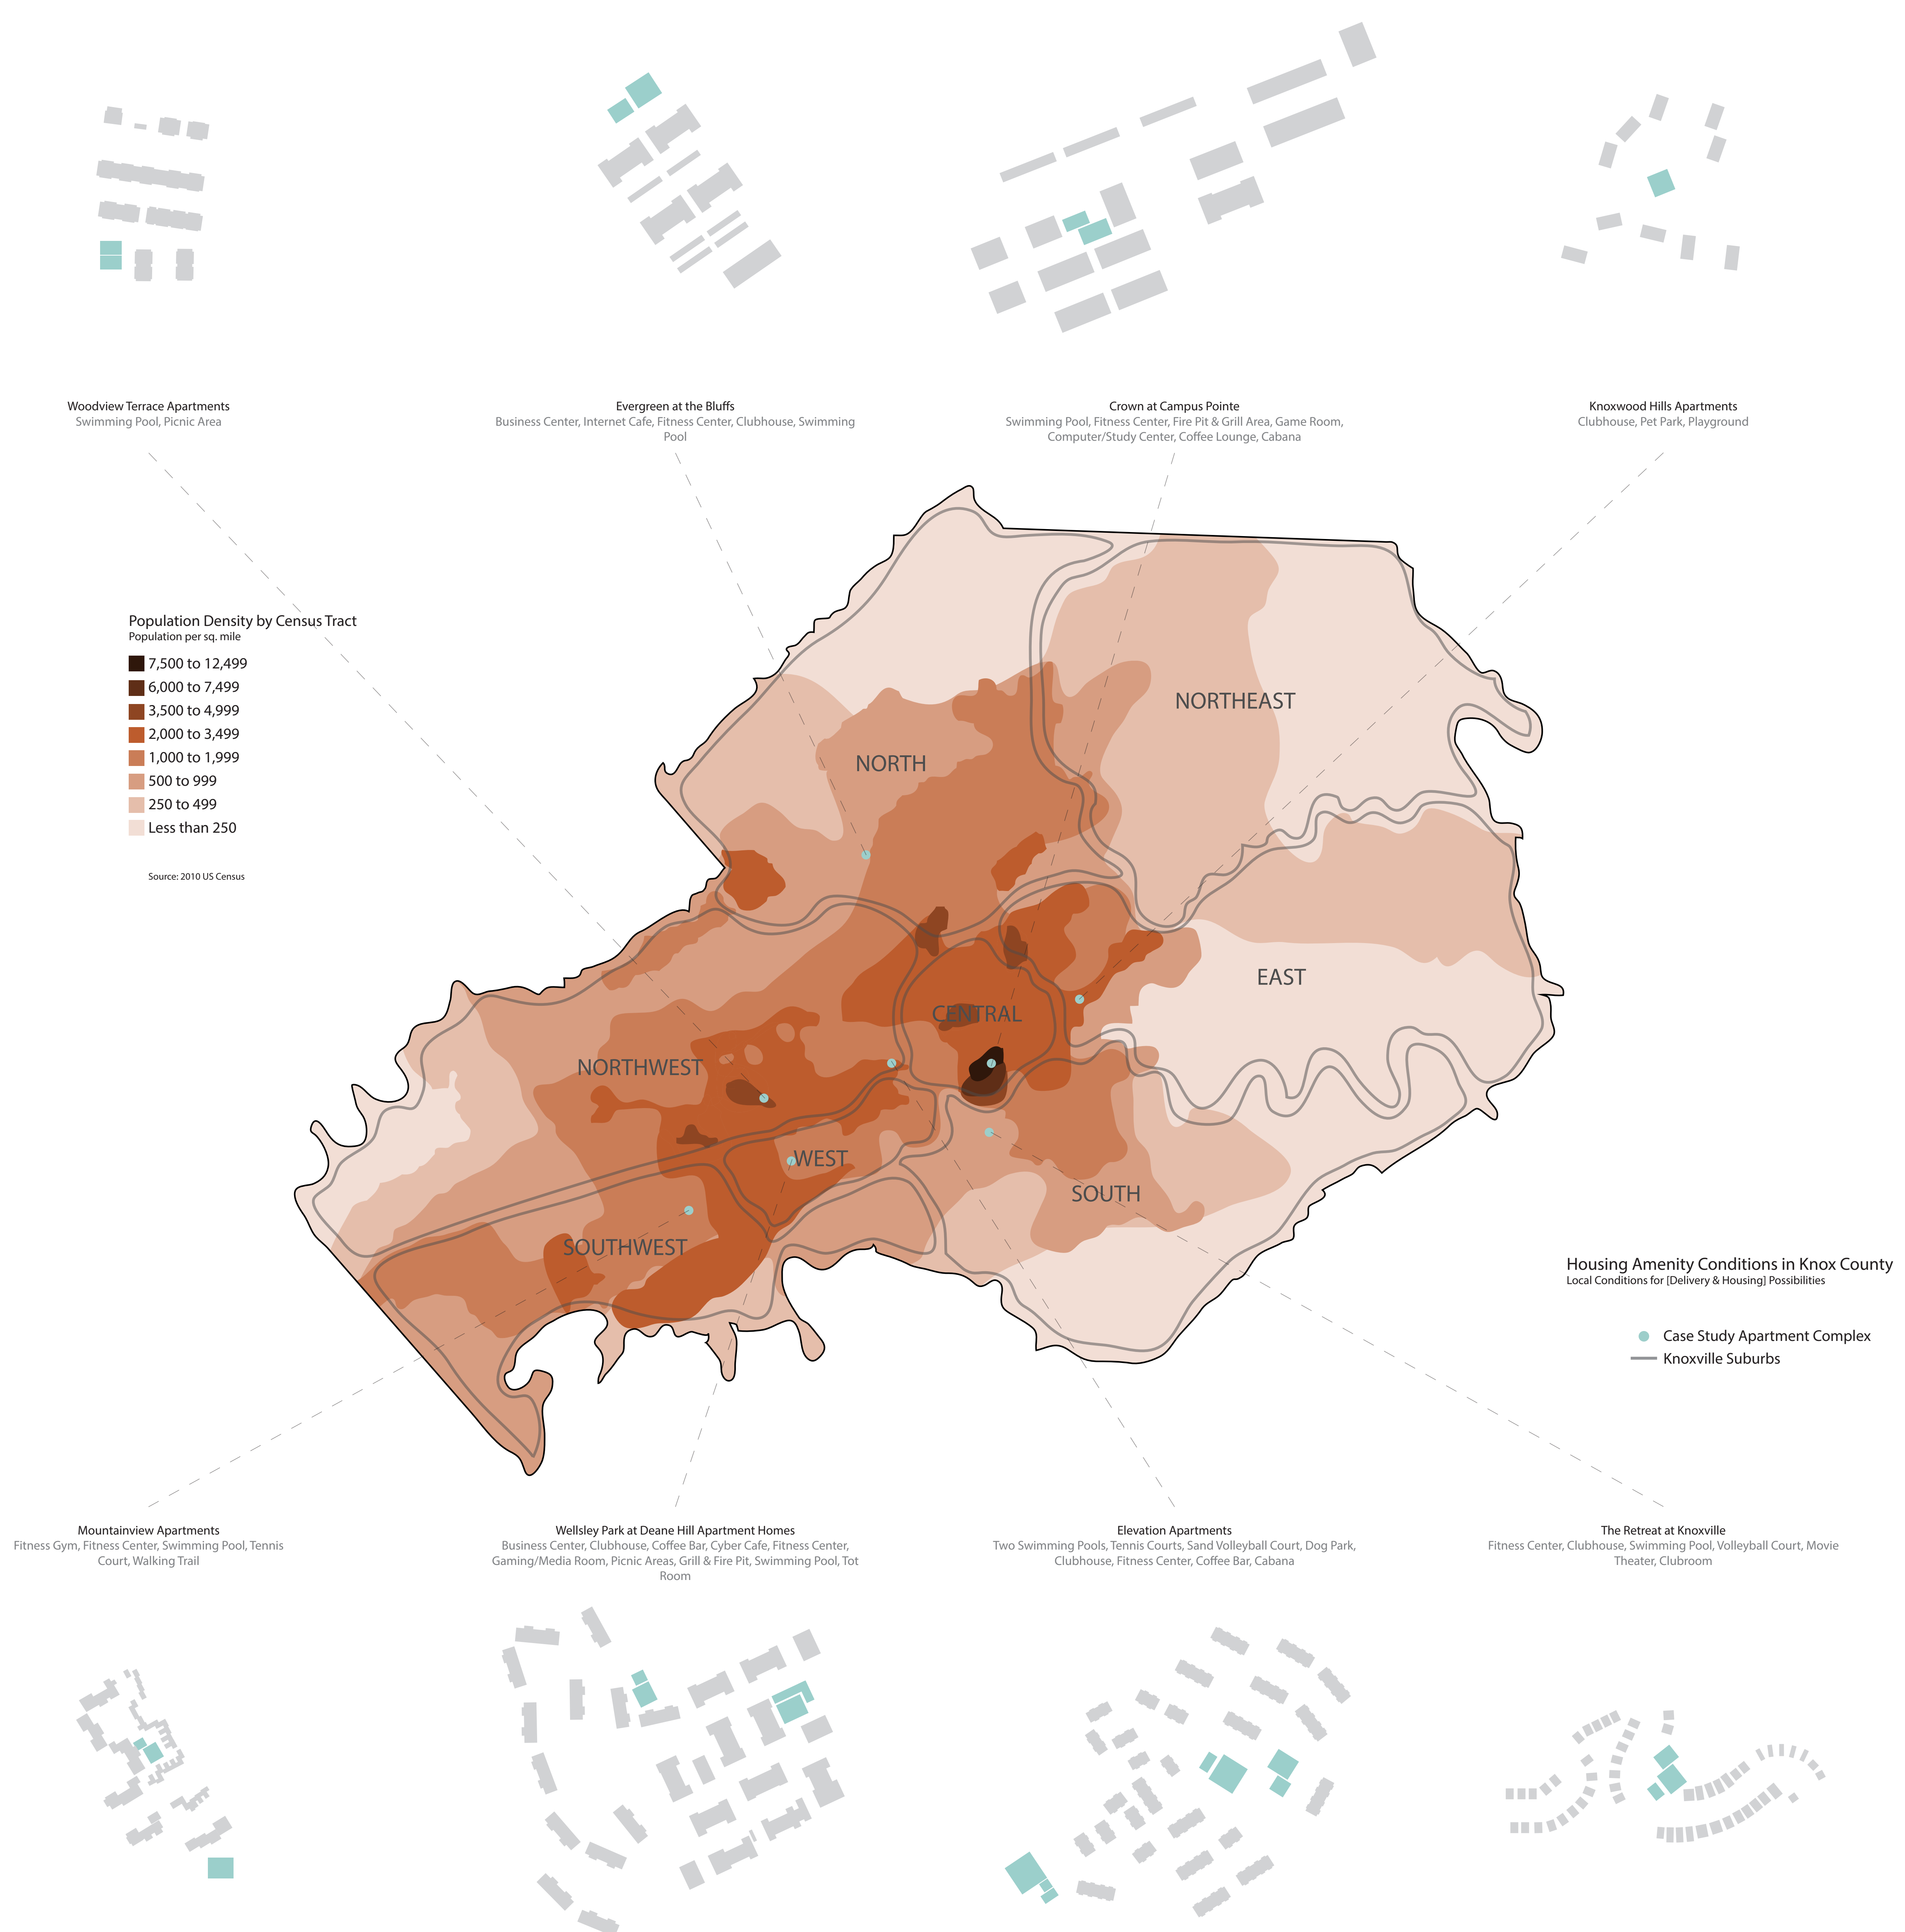 Woodview Terrace Apartments
Swimming Pool, Picnic Area
Evergreen at the Bluffs
Business Center, Internet Cafe, Fitness Center, Clubhouse, Swimming
Pool
Crown at Campus Pointe
Swimming Pool, Fitness Center, Fire Pit & Grill Area, Game Room,
Computer/Study Center, Coffee Lounge, Cabana
Knoxwood Hills Apartments
Clubhouse, Pet Park, Playground
Population Density by Census Tract
Population per sq. mile
7,500 to 12,499
6,000 to 7,499
3,500 to 4,999
2,000 to 3,499
1,000 to 1,999
500 to 999
250 to 499
Less than 250
Source: 2010 US Census
NORTHEAST
NORTH
EAST
CENTRAL
NORTHWEST
WEST
SOUTH
SOUTHWEST
Housing Amenity Conditions in Knox County
Local Conditions for [Delivery & Housing] Possibilities
Case Study Apartment Complex
Knoxville Suburbs
Mountainview Apartments
Fitness Gym, Fitness Center, Swimming Pool, Tennis
Court, Walking Trail
Wellsley Park at Deane Hill Apartment Homes
Business Center, Clubhouse, Coffee Bar, Cyber Cafe, Fitness Center,
Gaming/Media Room, Picnic Areas, Grill & Fire Pit, Swimming Pool, Tot
Room
Elevation Apartments
Two Swimming Pools, Tennis Courts, Sand Volleyball Court, Dog Park,
Clubhouse, Fitness Center, Coffee Bar, Cabana
The Retreat at Knoxville
Fitness Center, Clubhouse, Swimming Pool, Volleyball Court, Movie
Theater, Clubroom